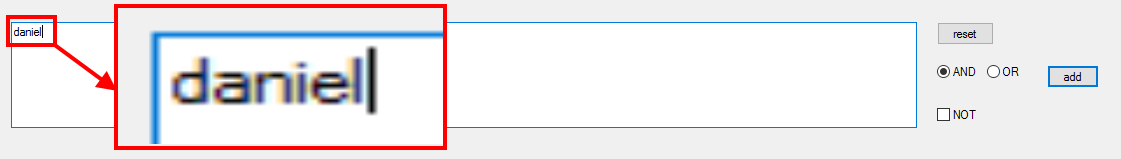 daniel
daniel
reset
AND OR
add
NOT